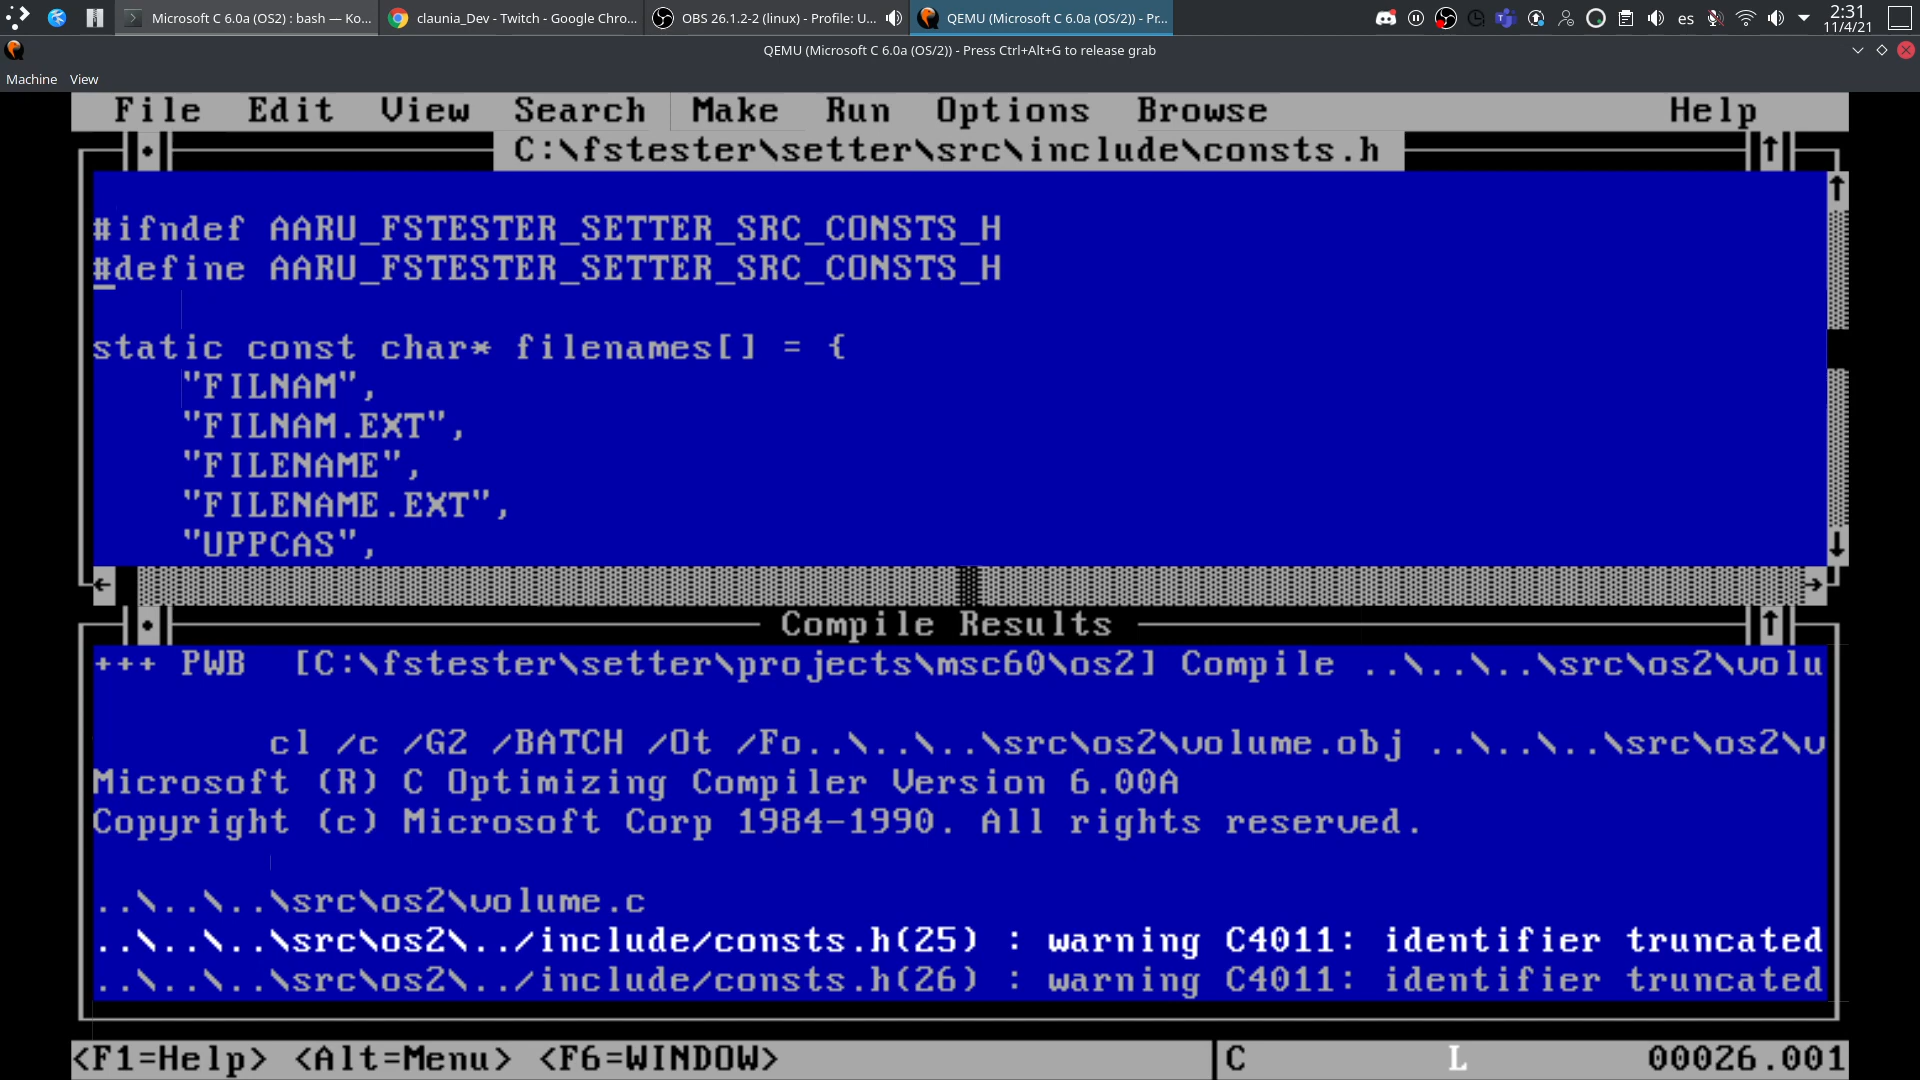 Microsoft C 6.0a (OS2) : bash — Ko...
claunia_Dev - Twitch - Google Chro...
OBS 26.1.2-2 (linux) - Profile: U...
QEMU (Microsoft C 6.0a (OS/2)) - Pr...
es
2:31
11/4/21
QEMU (Microsoft C 6.0a (OS/2)) - Press Ctrl+Alt+G to release grab
Machine View
File Edit View Search Make Run Options Browse Help
C:\fstester\setter\src\include\consts.h
#ifndef AARU_FSTESTER_SETTER_SRC_CONSTS_H
#define AARU_FSTESTER_SETTER_SRC_CONSTS_H
static const char* filenames[] = {
"FILNAM",
"FILNAM.EXT",
"FILENAME",
"FILENAME.EXT",
"UPPCAS",
Compile Results
+++ PWB [C:\fstester\setter\projects\msc60\os2] Compile ..\..\..\src\os2\volu
cl /c /G2 /BATCH /Ot /Fo..\..\..\src\os2\volume.obj ..\..\..\src\os2\v
Microsoft (R) C Optimizing Compiler Version 6.00A
Copyright (c) Microsoft Corp 1984-1990. All rights reserved.
..\..\..\src\os2\volume.c
..\..\..\src\os2\../include/consts.h(25) : warning C4011: identifier truncated
..\..\..\src\os2\../include/consts.h(26) : warning C4011: identifier truncated
<F1=Help> <Alt=Menu> <F6=WINDOW> C L 00026.001